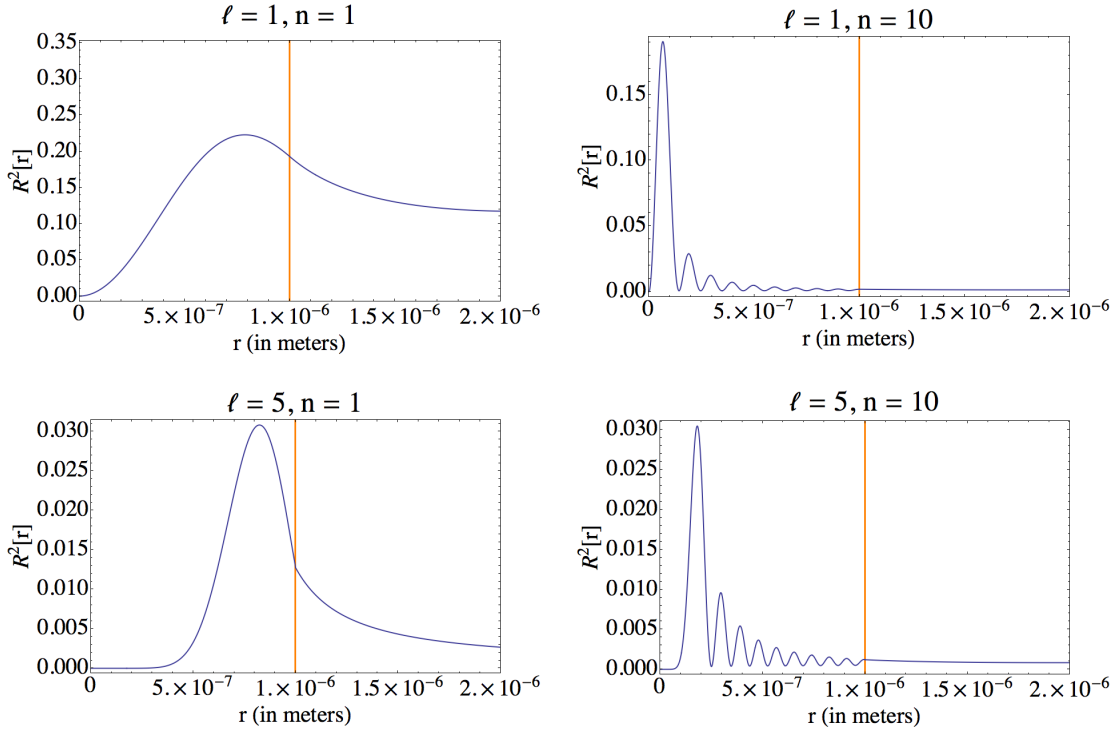 ℓ = 1, n = 1
0.35
0.30
0.25
0.20
0.15
0.10
0.05
0.00
R²[r]
0 5.×10⁻⁷ 1.×10⁻⁶ 1.5×10⁻⁶ 2.×10⁻⁶
r (in meters)
ℓ = 1, n = 10
0.15
0.10
0.05
0.00
R²[r]
0 5.×10⁻⁷ 1.×10⁻⁶ 1.5×10⁻⁶ 2.×10⁻⁶
r (in meters)
ℓ = 5, n = 1
0.030
0.025
0.020
0.015
0.010
0.005
0.000
R²[r]
0 5.×10⁻⁷ 1.×10⁻⁶ 1.5×10⁻⁶ 2.×10⁻⁶
r (in meters)
ℓ = 5, n = 10
0.030
0.025
0.020
0.015
0.010
0.005
0.000
R²[r]
0 5.×10⁻⁷ 1.×10⁻⁶ 1.5×10⁻⁶ 2.×10⁻⁶
r (in meters)